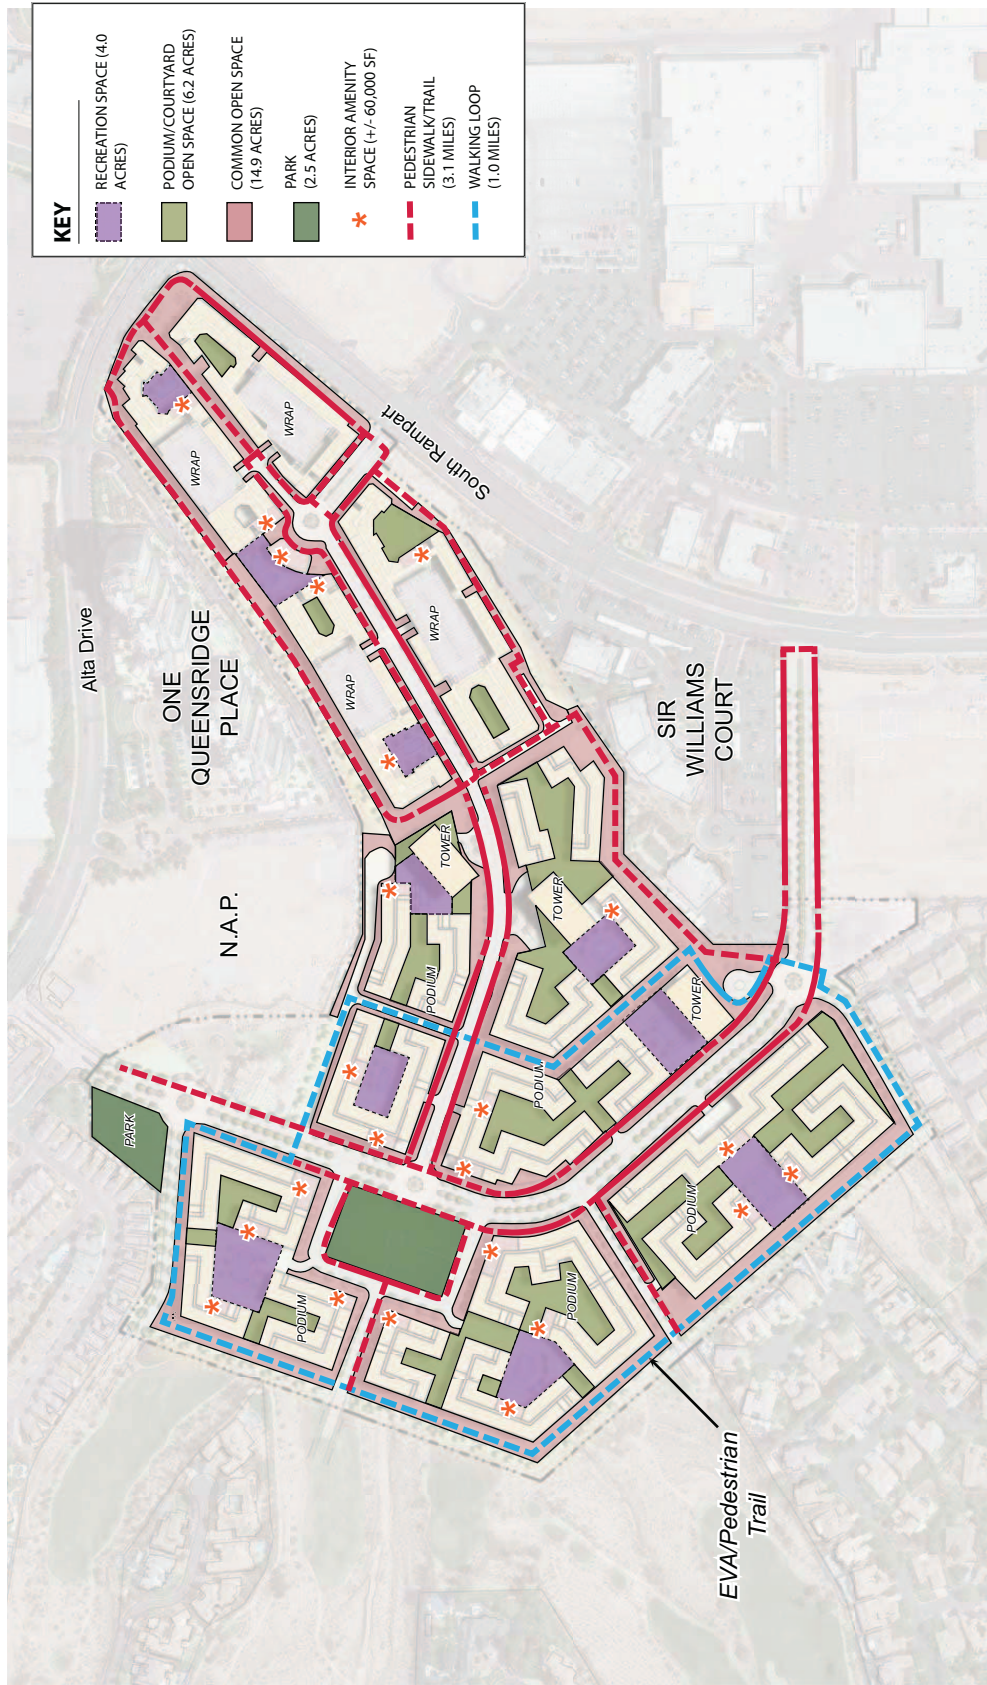 KEY
RECREATION SPACE (4.0
ACRES)
PODIUM/COURTYARD
OPEN SPACE (6.2 ACRES)
COMMON OPEN SPACE
(14.9 ACRES)
PARK
(2.5 ACRES)
INTERIOR AMENITY
SPACE (+/- 60,000 SF)
PEDESTRIAN
SIDEWALK/TRAIL
(3.1 MILES)
WALKING LOOP
(1.0 MILES)
Alta Drive
ONE
QUEENSRIDGE
PLACE
N.A.P.
South Rampart
SIR
WILLIAMS
COURT
WRAP
WRAP
WRAP
WRAP
TOWER
PODIUM
TOWER
TOWER
PODIUM
PARK
PODIUM
PODIUM
PODIUM
EVA/Pedestrian
Trail